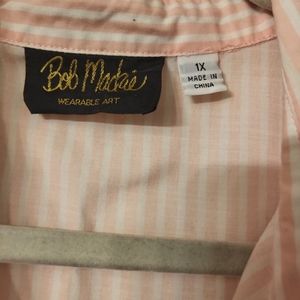 Bob Mackie
WEARABLE ART
1X
MADE IN
CHINA